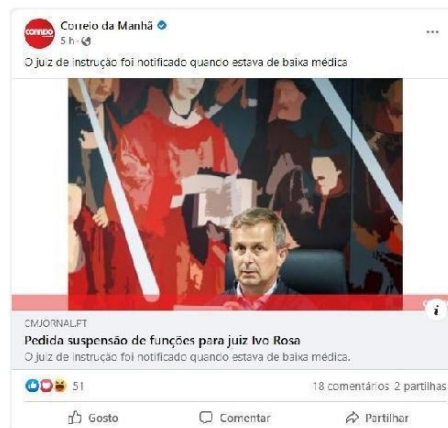 CORREIO
Correio da Manhã
5 h ·
O juiz de instrução foi notificado quando estava de baixa médica
i
CMJORNAL.PT
Pedida suspensão de funções para juiz Ivo Rosa
O juiz de instrução foi notificado quando estava de baixa médica.
51
18 comentários 2 partilhas
Gosto
Comentar
Partilhar